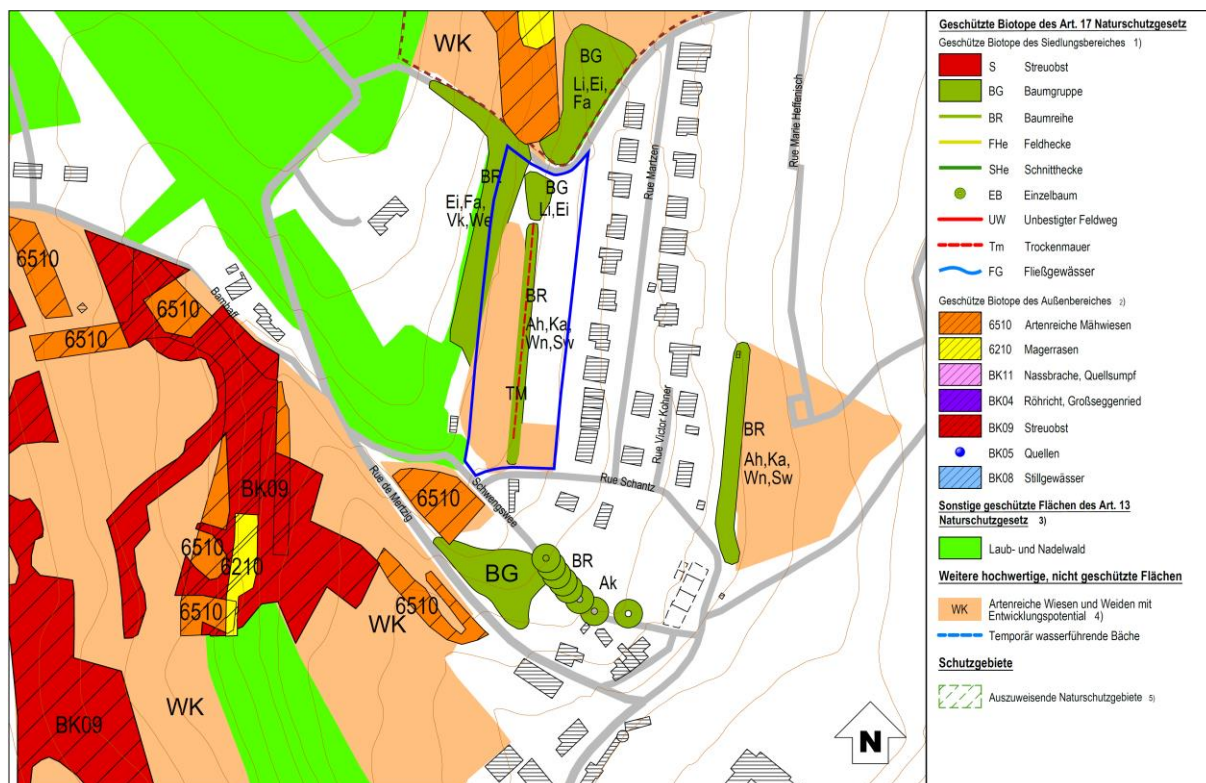 WK
BG
Li,Ei,
Fa
BR
Ei,Fa,
Vk,We
BG
Li,Ei
Rue Martzen
Rue Marie Heffenisch
6510
6510
6510
Bamhaff
BR
Ah,Ka,
Wn,Sw
TM
Rue Victor Kohner
BR
Ah,Ka,
Wn,Sw
Rue Schantz
Schwengswee
Rue de Mertzig
6510
BK09
6510
6210
6510
BG
BR
Ak
6510
WK
WK
BK09
N
Geschützte Biotope des Art. 17 Naturschutzgesetz
Geschütze Biotope des Siedlungsbereiches 1)
S Streuobst
BG Baumgruppe
BR Baumreihe
FHe Feldhecke
SHe Schnitthecke
EB Einzelbaum
UW Unbestigter Feldweg
Tm Trockenmauer
FG Fließgewässer
Geschütze Biotope des Außenbereiches 2)
6510 Artenreiche Mähwiesen
6210 Magerrasen
BK11 Nassbrache, Quellsumpf
BK04 Röhricht, Großseggenried
BK09 Streuobst
BK05 Quellen
BK08 Stillgewässer
Sonstige geschützte Flächen des Art. 13
Naturschutzgesetz 3)
Laub- und Nadelwald
Weitere hochwertige, nicht geschützte Flächen
WK Artenreiche Wiesen und Weiden mit
Entwicklungspotential 4)
Temporär wasserführende Bäche
Schutzgebiete
Auszuweisende Naturschutzgebiete 5)